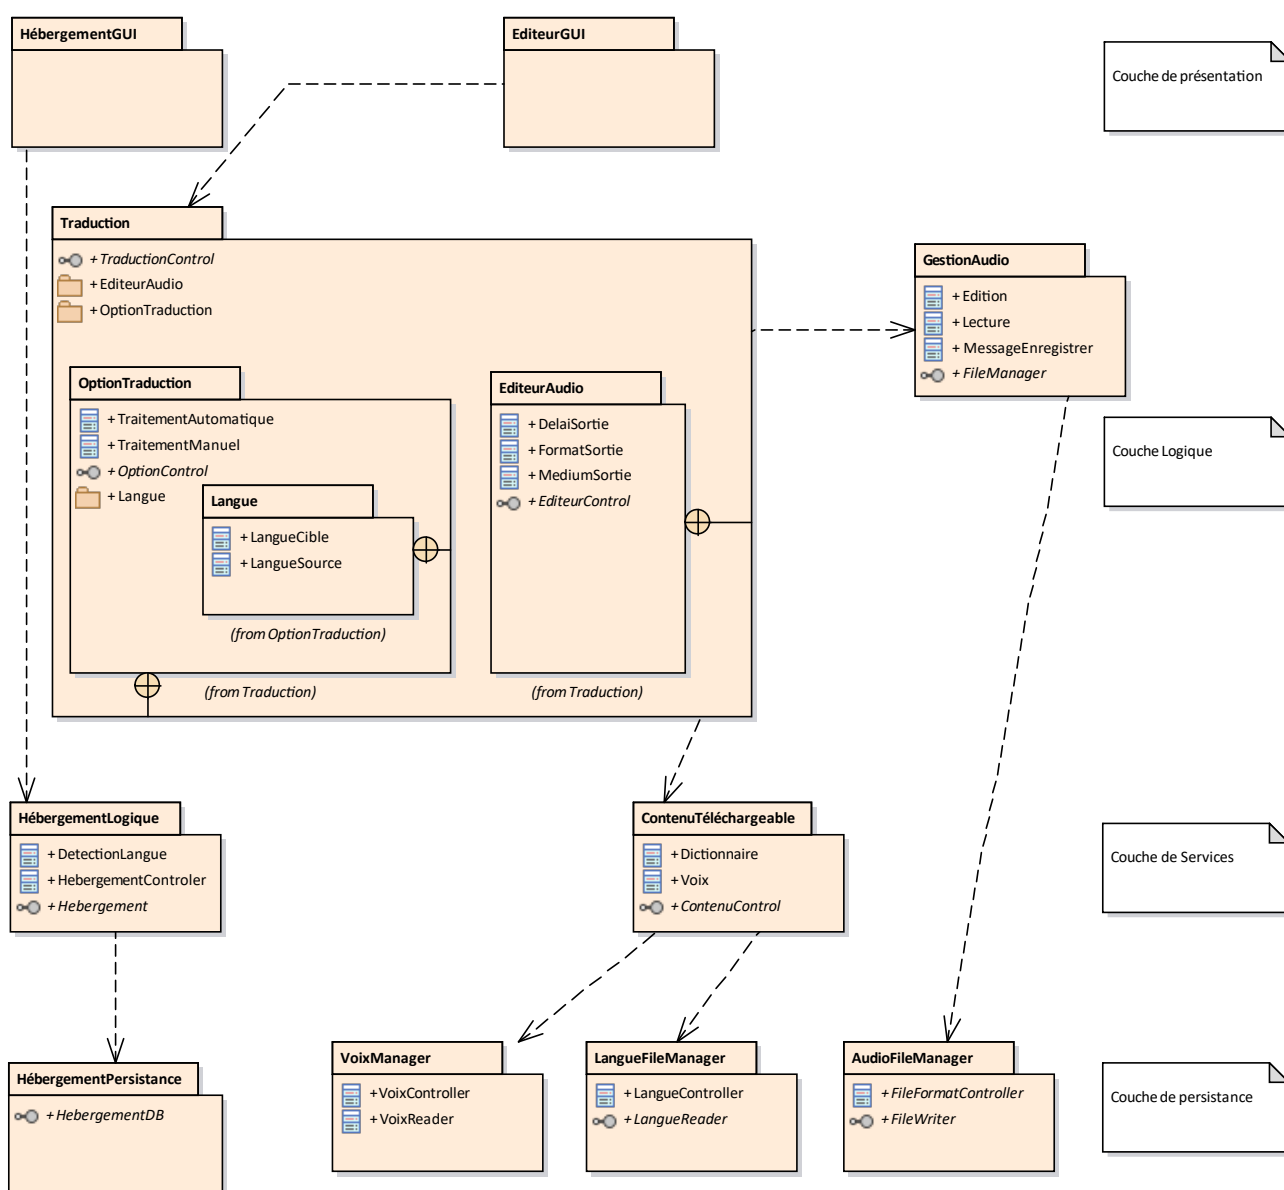 HébergementGUI
EditeurGUI
Couche de présentation
Traduction
+ TraductionControl
+ EditeurAudio
+ OptionTraduction
GestionAudio
+ Edition
+ Lecture
+ MessageEnregistrer
+ FileManager
OptionTraduction
+ TraitementAutomatique
+ TraitementManuel
+ OptionControl
+ Langue
Langue
+ LangueCible
+ LangueSource
(from OptionTraduction)
(from Traduction)
EditeurAudio
+ DelaiSortie
+ FormatSortie
+ MediumSortie
+ EditeurControl
(from Traduction)
Couche Logique
HébergementLogique
+ DetectionLangue
+ HebergementControler
+ Hebergement
ContenuTéléchargeable
+ Dictionnaire
+ Voix
+ ContenuControl
Couche de Services
HébergementPersistance
+ HebergementDB
VoixManager
+ VoixController
+ VoixReader
LangueFileManager
+ LangueController
+ LangueReader
AudioFileManager
+ FileFormatController
+ FileWriter
Couche de persistance